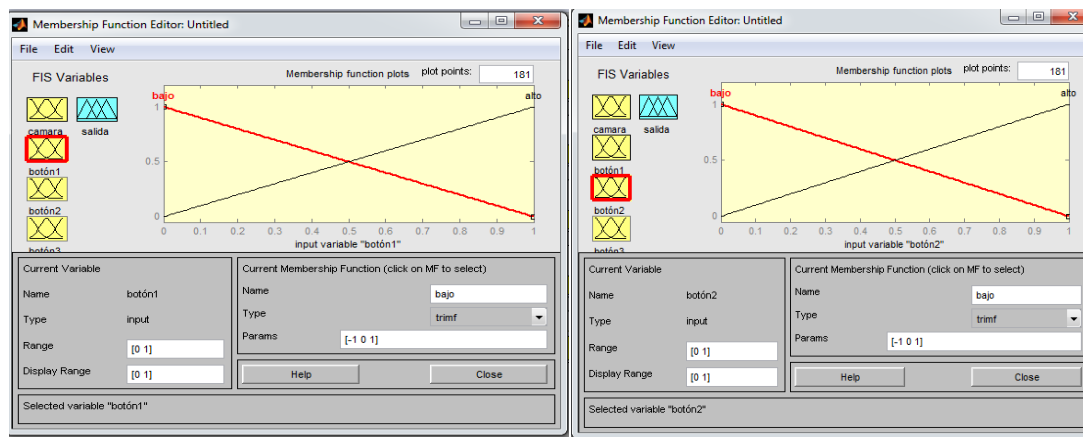 Membership Function Editor: Untitled
File Edit View
FIS Variables
Membership function plots plot points: 181
camara salida
botón1
botón2
botón3
bajo alto
1
0.5
0
0 0.1 0.2 0.3 0.4 0.5 0.6 0.7 0.8 0.9 1
input variable "botón1"
Current Variable
Name botón1
Type input
Range [0 1]
Display Range [0 1]
Current Membership Function (click on MF to select)
Name bajo
Type trimf
Params [-1 0 1]
Help Close
Selected variable "botón1"
Membership Function Editor: Untitled
File Edit View
FIS Variables
Membership function plots plot points: 181
camara salida
botón1
botón2
botón3
bajo alto
1
0.5
0
0 0.1 0.2 0.3 0.4 0.5 0.6 0.7 0.8 0.9 1
input variable "botón2"
Current Variable
Name botón2
Type input
Range [0 1]
Display Range [0 1]
Current Membership Function (click on MF to select)
Name bajo
Type trimf
Params [-1 0 1]
Help Close
Selected variable "botón2"